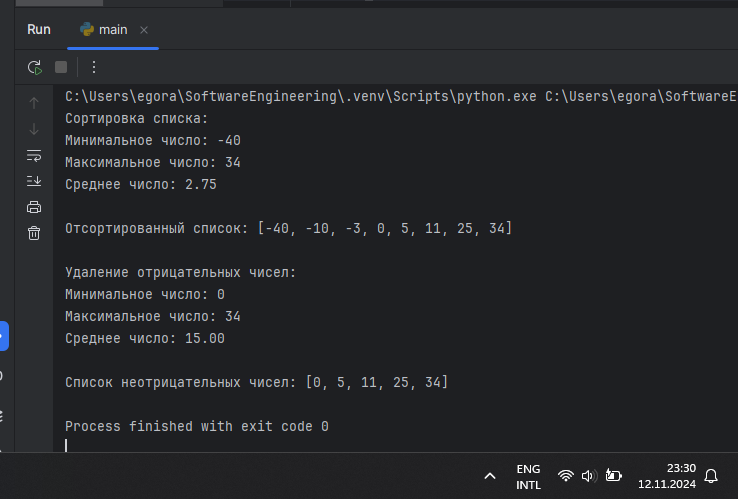 Run
main
C:\Users\egora\SoftwareEngineering\.venv\Scripts\python.exe C:\Users\egora\SoftwareE
Сортировка списка:
Минимальное число: -40
Максимальное число: 34
Среднее число: 2.75
Отсортированный список: [-40, -10, -3, 0, 5, 11, 25, 34]
Удаление отрицательных чисел:
Минимальное число: 0
Максимальное число: 34
Среднее число: 15.00
Список неотрицательных чисел: [0, 5, 11, 25, 34]
Process finished with exit code 0
ENG
INTL
23:30
12.11.2024